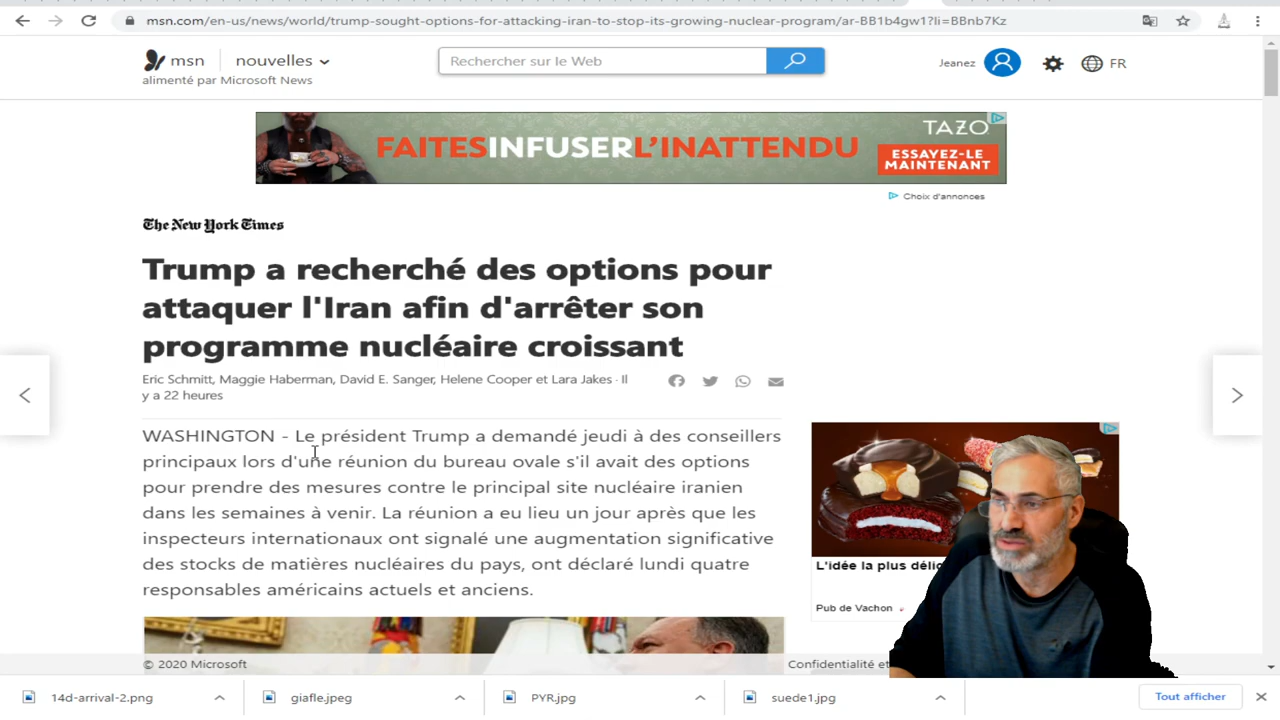 msn.com/en-us/news/world/trump-sought-options-for-attacking-iran-to-stop-its-growing-nuclear-program/ar-BB1b4gw1?li=BBnb7Kz
msn nouvelles
alimenté par Microsoft News
Rechercher sur le Web
Jeanez
FR
FAITESINFUSERL'INATTENDU
TAZO
ESSAYEZ-LE
MAINTENANT
Choix d'annonces
The New York Times
Trump a recherché des options pour
attaquer l'Iran afin d'arrêter son
programme nucléaire croissant
Eric Schmitt, Maggie Haberman, David E. Sanger, Helene Cooper et Lara Jakes · Il
y a 22 heures
WASHINGTON - Le président Trump a demandé jeudi à des conseillers
principaux lors d'une réunion du bureau ovale s'il avait des options
pour prendre des mesures contre le principal site nucléaire iranien
dans les semaines à venir. La réunion a eu lieu un jour après que les
inspecteurs internationaux ont signalé une augmentation significative
des stocks de matières nucléaires du pays, ont déclaré lundi quatre
responsables américains actuels et anciens.
L'idée la plus
Pub de Vachon
© 2020 Microsoft
Confidentialité et
14d-arrival-2.png
giafle.jpeg
PYR.jpg
suede1.jpg
Tout afficher